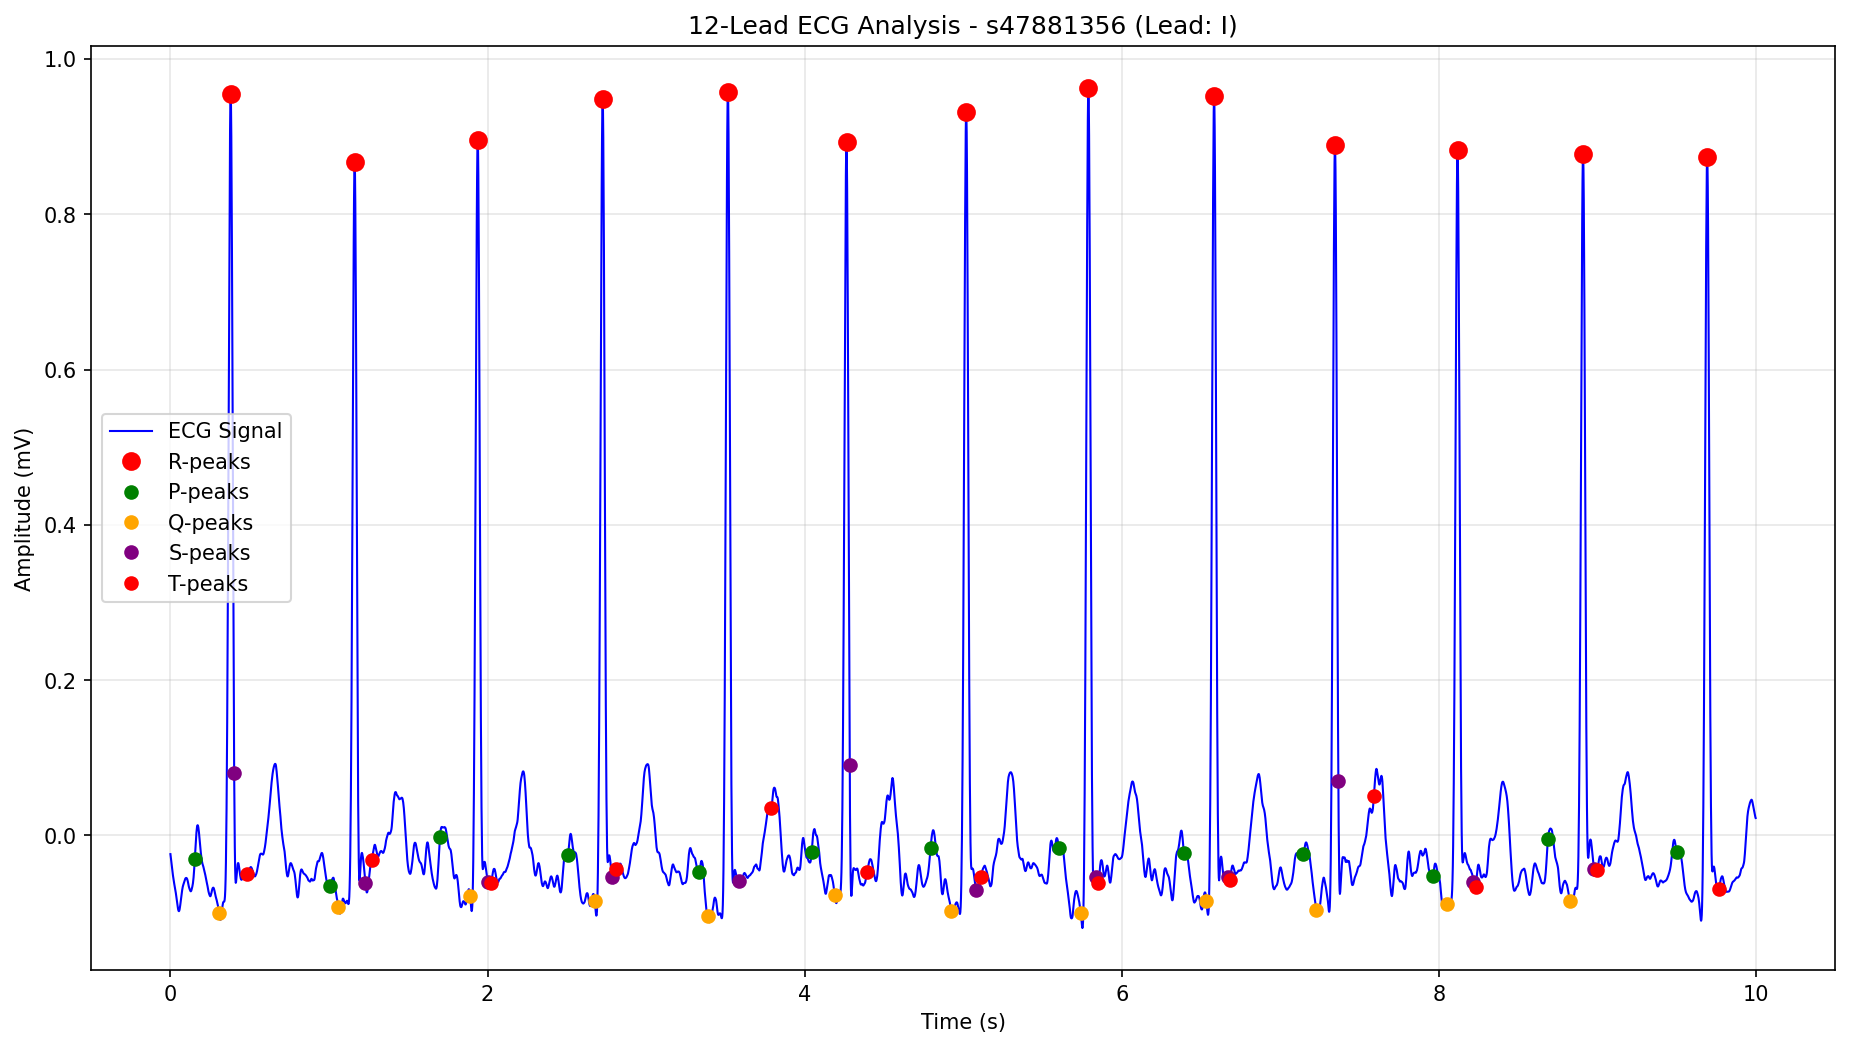 12-Lead ECG Analysis - s47881356 (Lead: I)
1.0
0.8
0.6
0.4
0.2
0.0
Amplitude (mV)
ECG Signal
R-peaks
P-peaks
Q-peaks
S-peaks
T-peaks
0 2 4 6 8 10
Time (s)